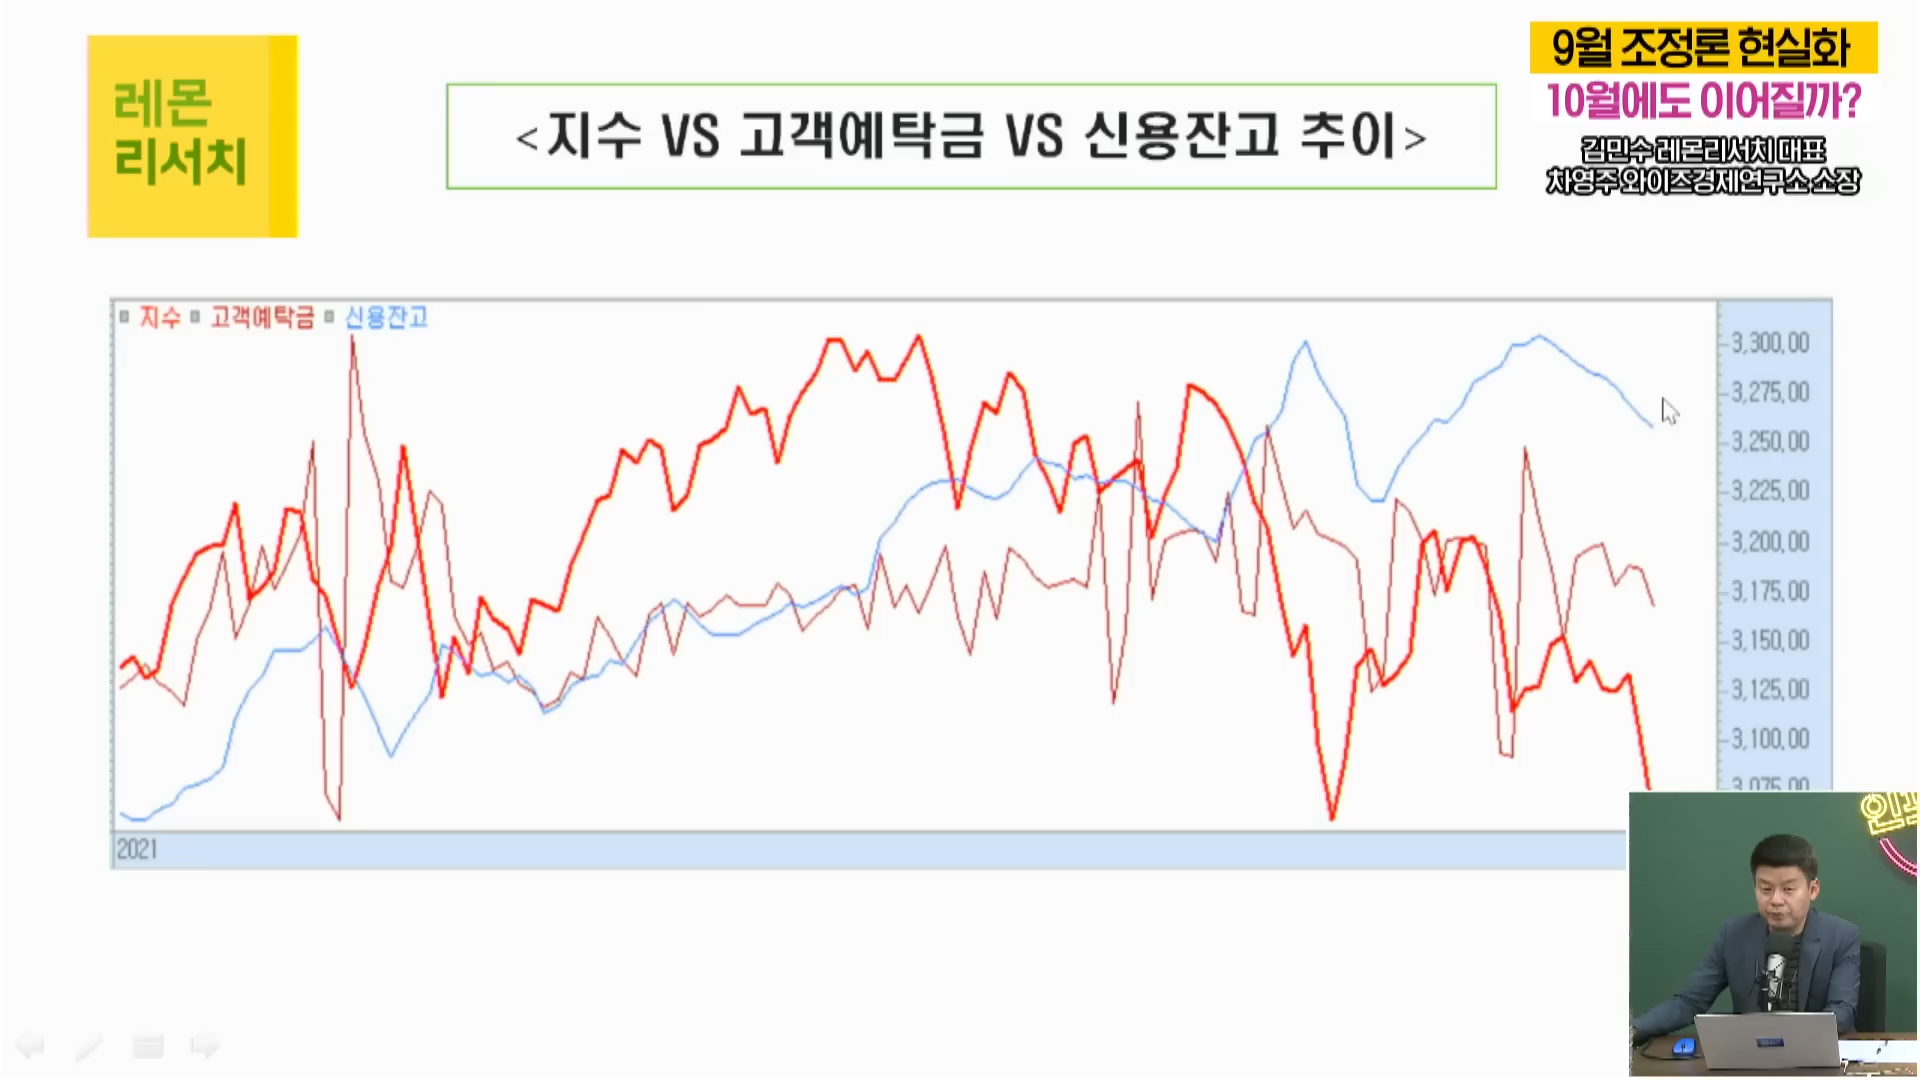 레몬
리서치
<지수 VS 고객예탁금 VS 신용잔고 추이>
9월 조정론 현실화
10월에도 이어질까?
김민수 레몬리서치 대표
차영주 와이즈경제연구소 소장
지수 고객예탁금 신용잔고
3,300.00
3,275.00
3,250.00
3,225.00
3,200.00
3,175.00
3,150.00
3,125.00
3,100.00
3,075.00
2021